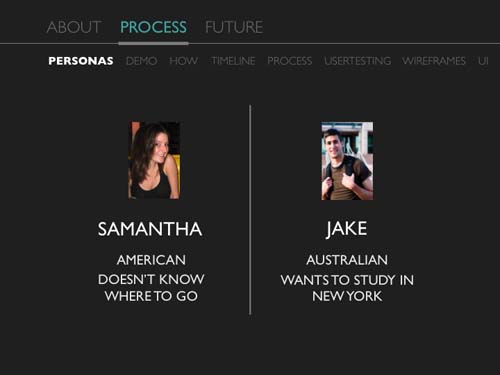 ABOUT PROCESS FUTURE
PERSONAS DEMO HOW TIMELINE PROCESS USERTESTING WIREFRAMES UI
SAMANTHA
AMERICAN
DOESN'T KNOW
WHERE TO GO
JAKE
AUSTRALIAN
WANTS TO STUDY IN
NEW YORK